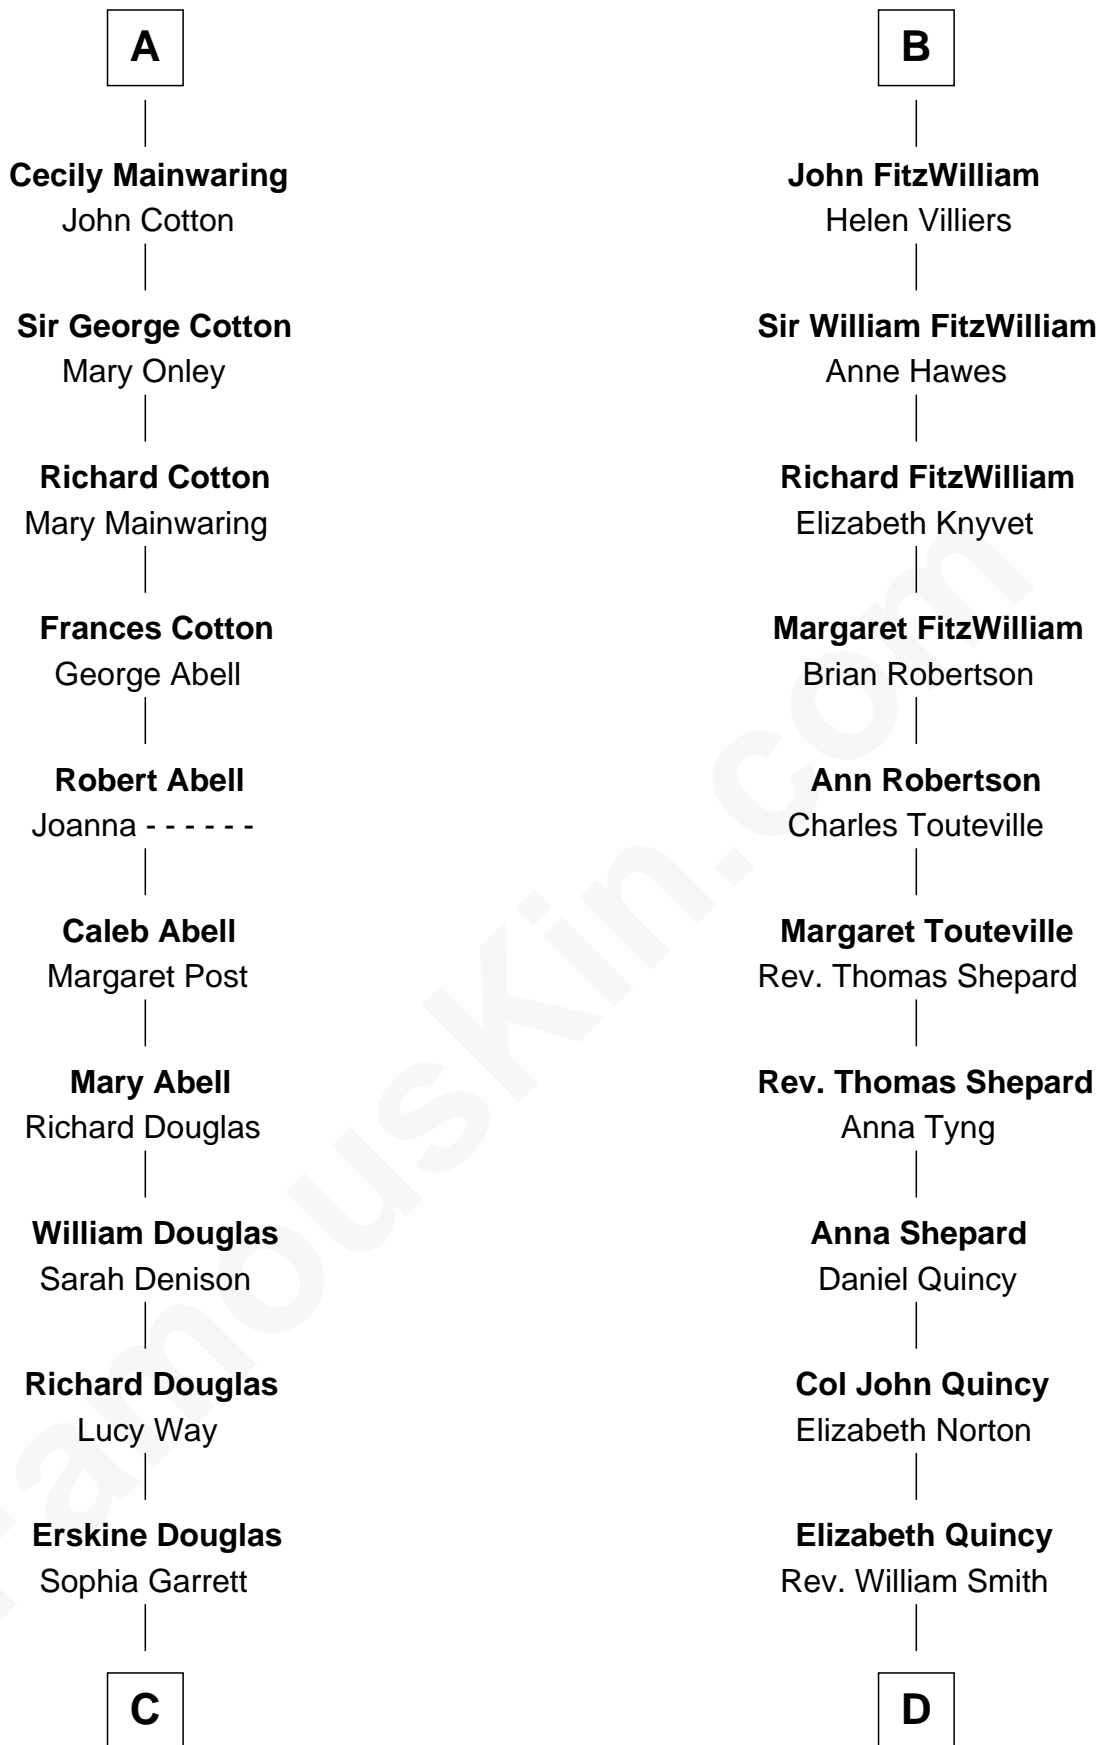 A
Cecily Mainwaring
John Cotton
Sir George Cotton
Mary Onley
Richard Cotton
Mary Mainwaring
Frances Cotton
George Abell
Robert Abell
Joanna - - - - - -
Caleb Abell
Margaret Post
Mary Abell
Richard Douglas
William Douglas
Sarah Denison
Richard Douglas
Lucy Way
Erskine Douglas
Sophia Garrett
C
B
John FitzWilliam
Helen Villiers
Sir William FitzWilliam
Anne Hawes
Richard FitzWilliam
Elizabeth Knyvet
Margaret FitzWilliam
Brian Robertson
Ann Robertson
Charles Touteville
Margaret Touteville
Rev. Thomas Shepard
Rev. Thomas Shepard
Anna Tyng
Anna Shepard
Daniel Quincy
Col John Quincy
Elizabeth Norton
Elizabeth Quincy
Rev. William Smith
D
FamousKin.com